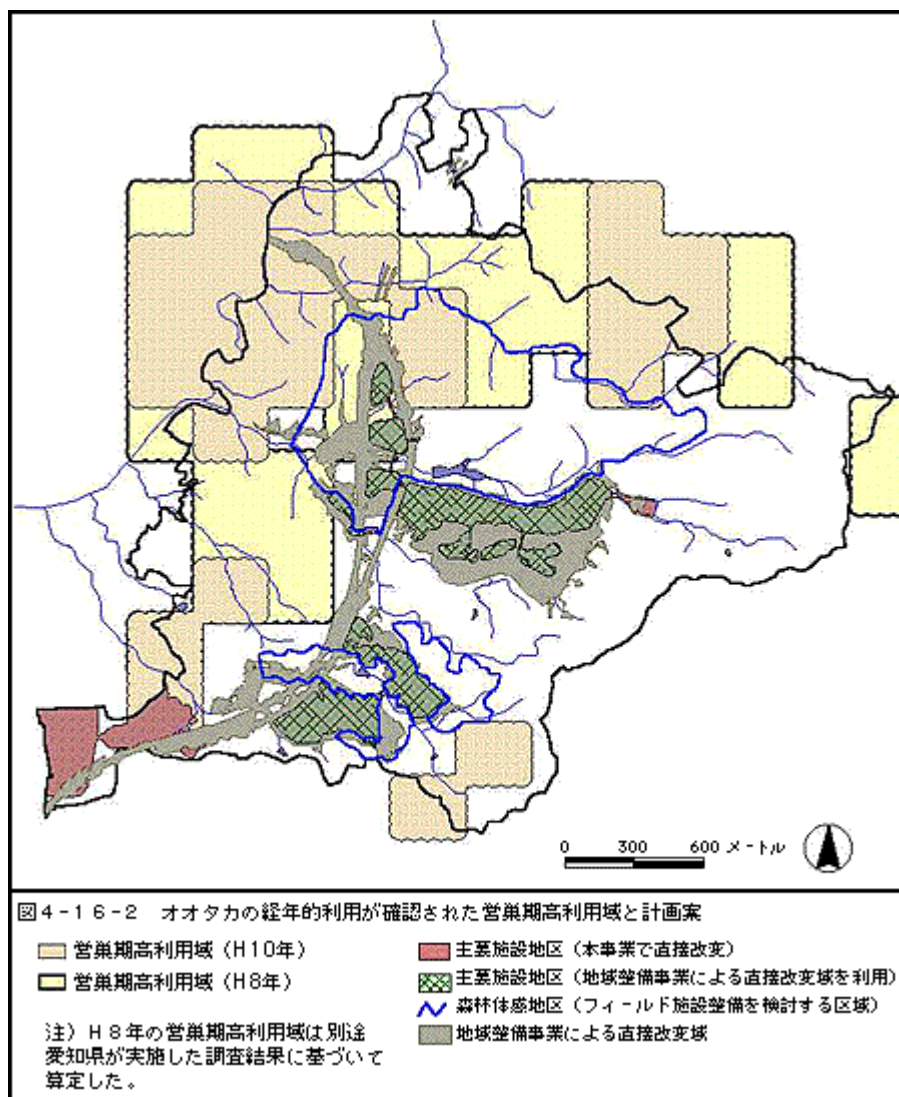 0 300 600 メートル
図4-16-2 オオタカの経年的利用が確認された営巣期高利用域と計画案
営巣期高利用域（H10年）
営巣期高利用域（H8年）
注）H8年の営巣期高利用域は別途
愛知県が実施した調査結果に基づいて
算定した。
主要施設地区（本事業で直接改変）
主要施設地区（地域整備事業による直接改変域を利用）
森林体感地区（フィールド施設整備を検討する区域）
地域整備事業による直接改変域